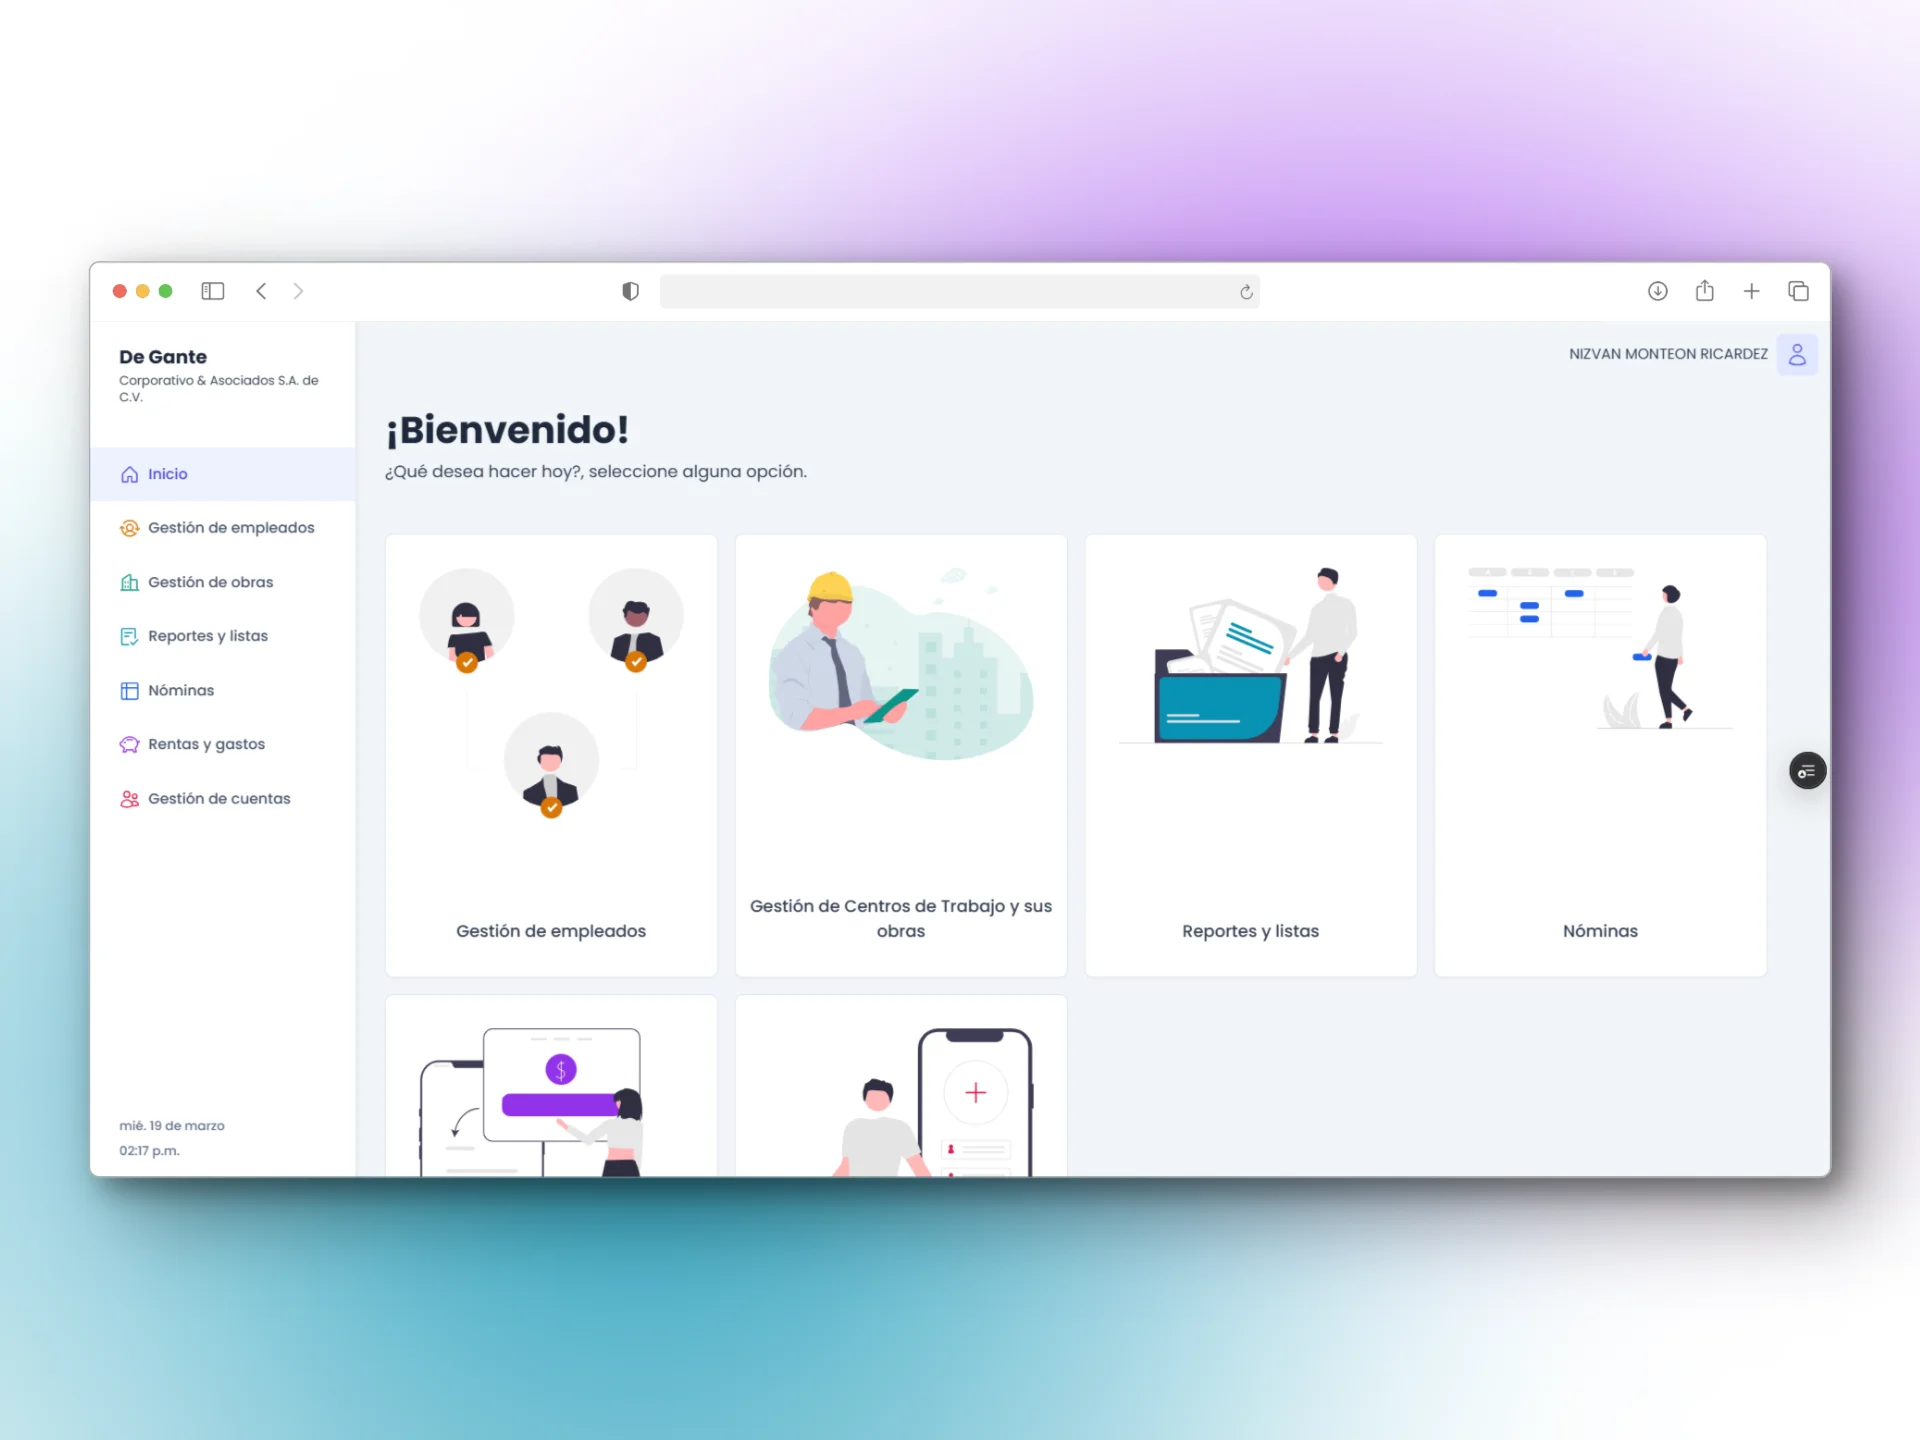 De Gante
Corporativo & Asociados S.A. de
C.V.
NIZVAN MONTEON RICARDEZ
¡Bienvenido!
¿Qué desea hacer hoy?, seleccione alguna opción.
Inicio
Gestión de empleados
Gestión de obras
Reportes y listas
Nóminas
Rentas y gastos
Gestión de cuentas
mié. 19 de marzo
02:17 p.m.
Gestión de empleados
Gestión de Centros de Trabajo y sus
obras
Reportes y listas
Nóminas
$